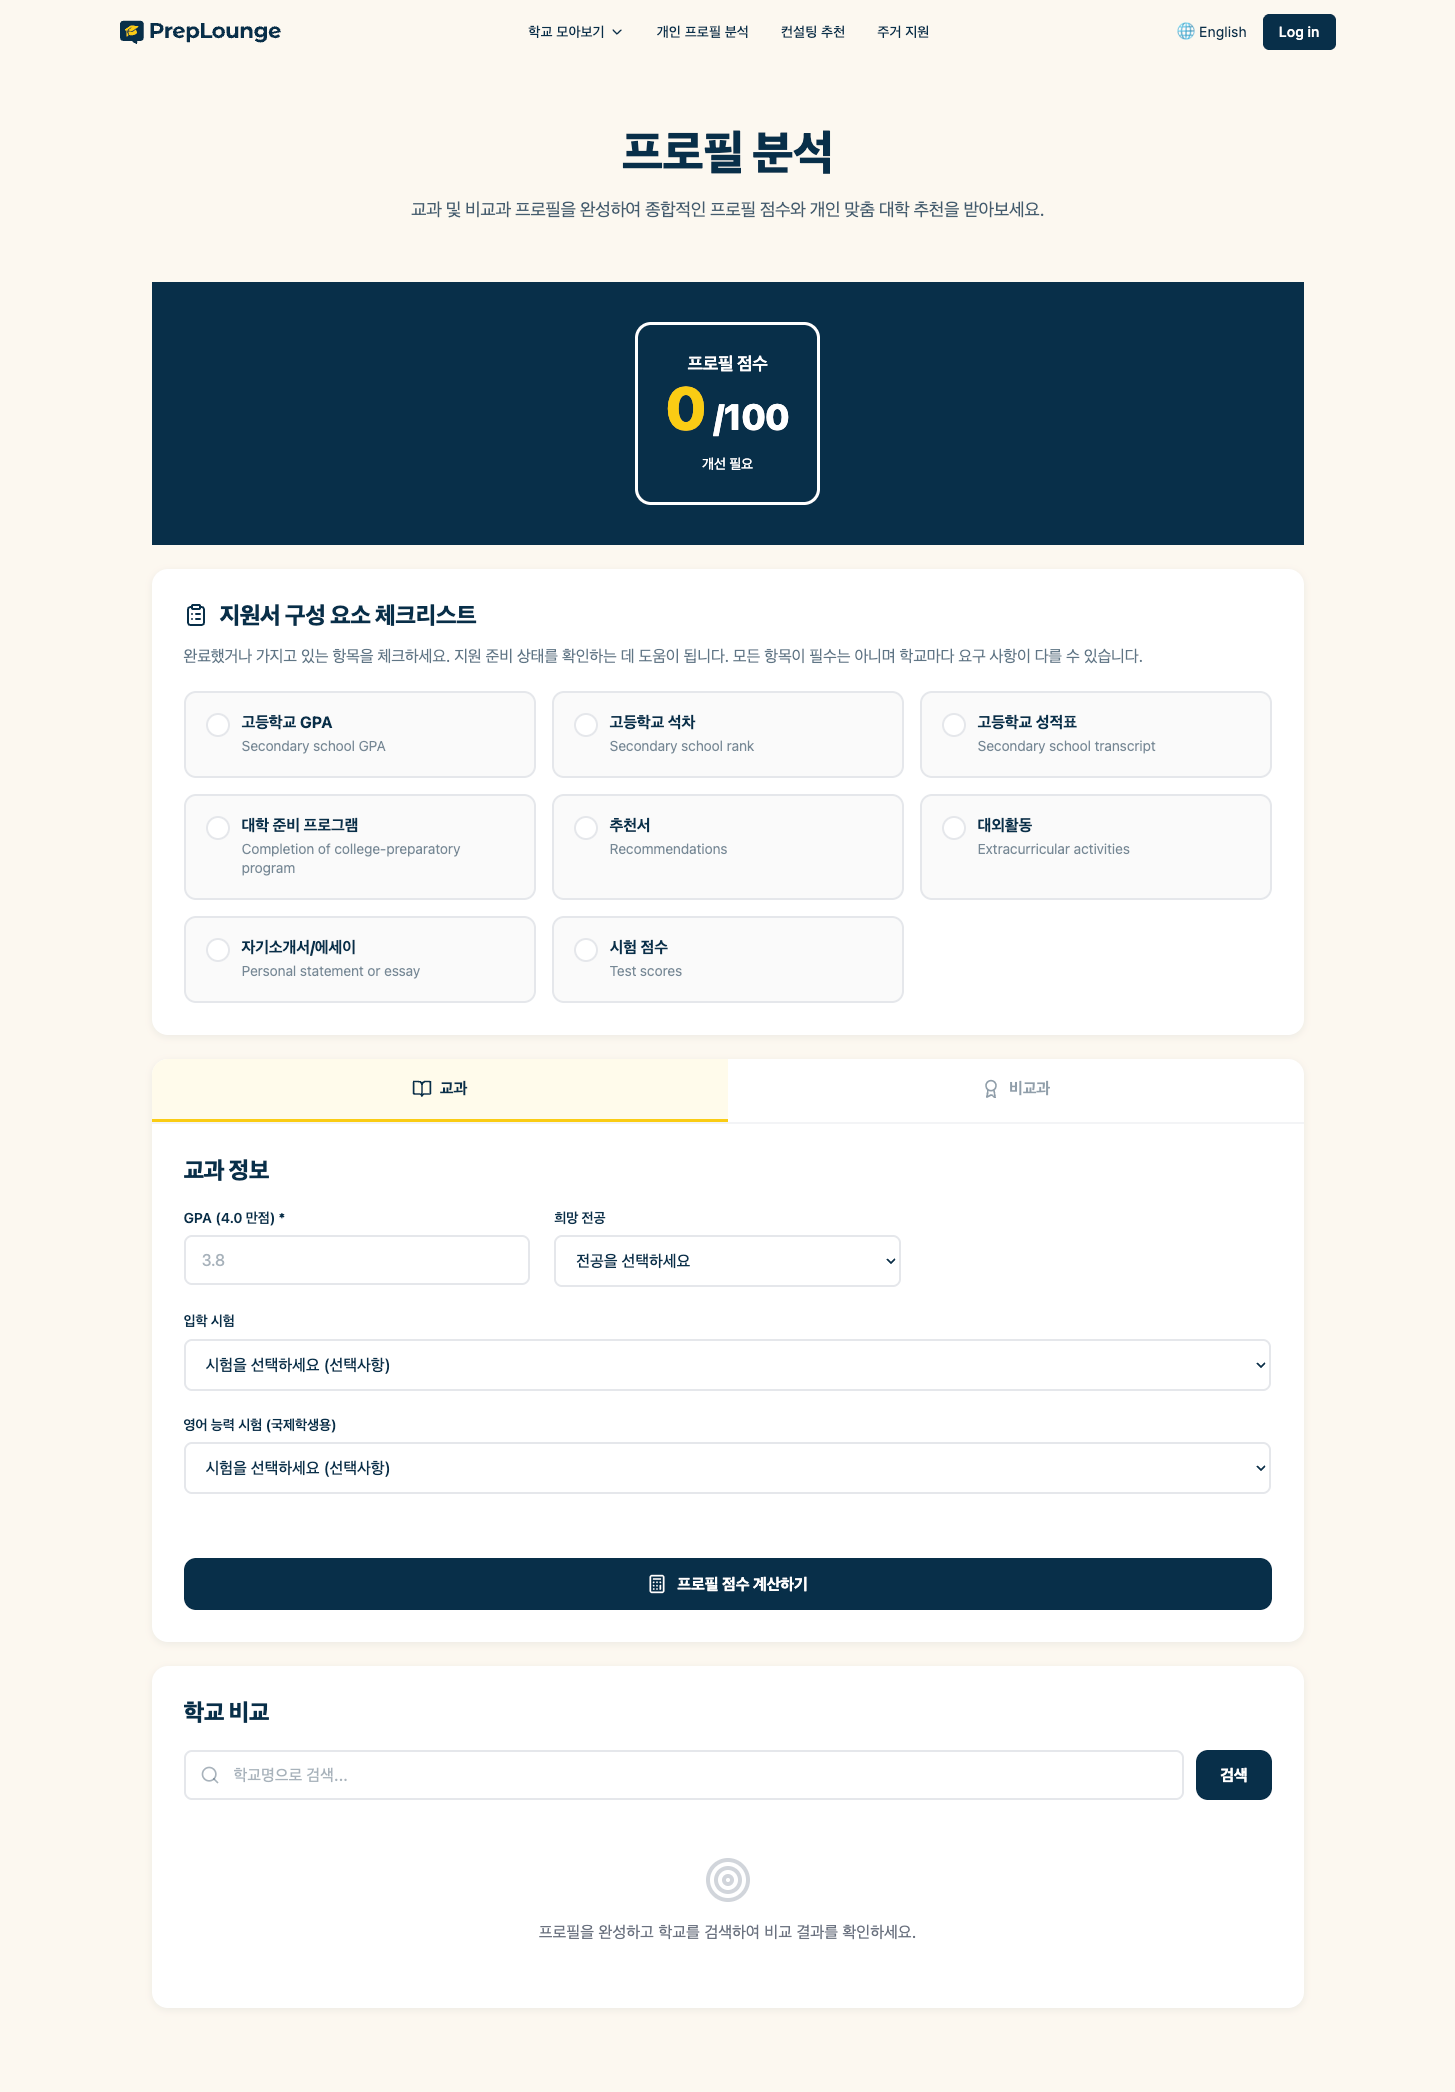 PrepLounge
학교 모아보기
개인 프로필 분석
컨설팅 추천
주거 지원
English
Log in
프로필 분석
교과 및 비교과 프로필을 완성하여 종합적인 프로필 점수와 개인 맞춤 대학 추천을 받아보세요.
프로필 점수
0 /100
개선 필요
지원서 구성 요소 체크리스트
완료했거나 가지고 있는 항목을 체크하세요. 지원 준비 상태를 확인하는 데 도움이 됩니다. 모든 항목이 필수는 아니며 학교마다 요구 사항이 다를 수 있습니다.
고등학교 GPA
Secondary school GPA
고등학교 석차
Secondary school rank
고등학교 성적표
Secondary school transcript
대학 준비 프로그램
Completion of college-preparatory
program
추천서
Recommendations
대외활동
Extracurricular activities
자기소개서/에세이
Personal statement or essay
시험 점수
Test scores
교과
비교과
교과 정보
GPA (4.0 만점) *
3.8
희망 전공
전공을 선택하세요
입학 시험
시험을 선택하세요 (선택사항)
영어 능력 시험 (국제학생용)
시험을 선택하세요 (선택사항)
프로필 점수 계산하기
학교 비교
학교명으로 검색...
검색
프로필을 완성하고 학교를 검색하여 비교 결과를 확인하세요.